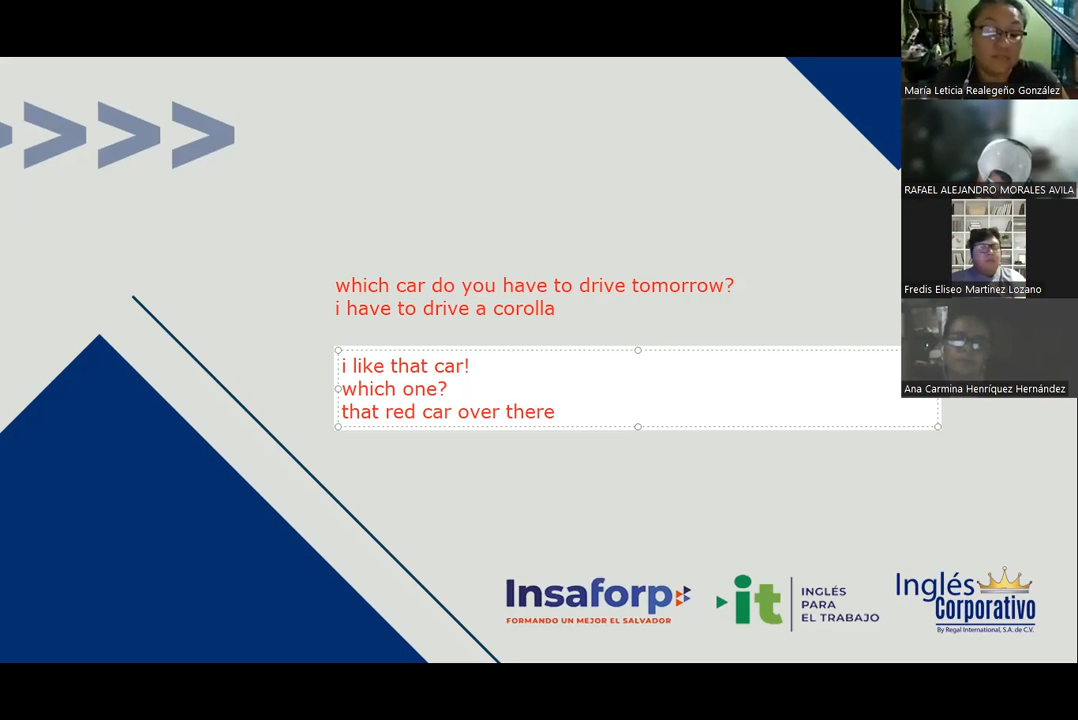 which car do you have to drive tomorrow?
i have to drive a corolla
i like that car!
which one?
that red car over there
María Leticia Realegeño González
RAFAEL ALEJANDRO MORALES AVILA
Fredis Eliseo Martinez Lozano
Ana Carmina Henríquez Hernández
Insaforp
FORMANDO UN MEJOR EL SALVADOR
it
INGLÉS
PARA
EL TRABAJO
Inglés
Corporativo
By Regal International, S.A. de C.V.